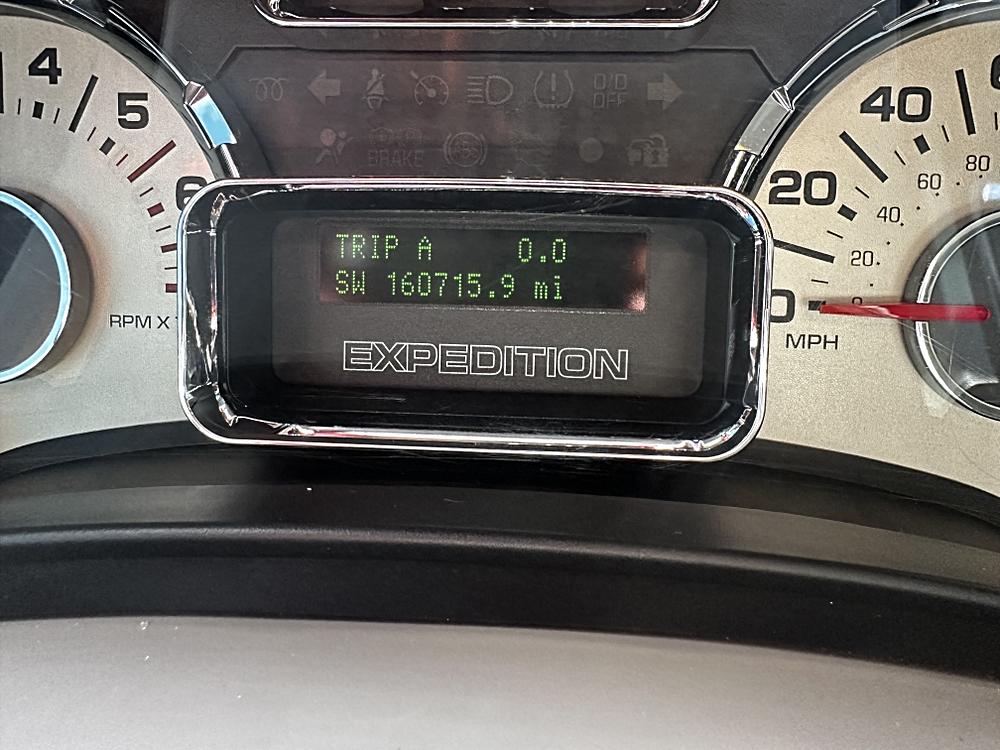 4
5
6
RPM X
O/D
OFF
BRAKE
TRIP A 0.0
SW 160715.9 mi
EXPEDITION
0
20
40
0
20
40
60
80
MPH